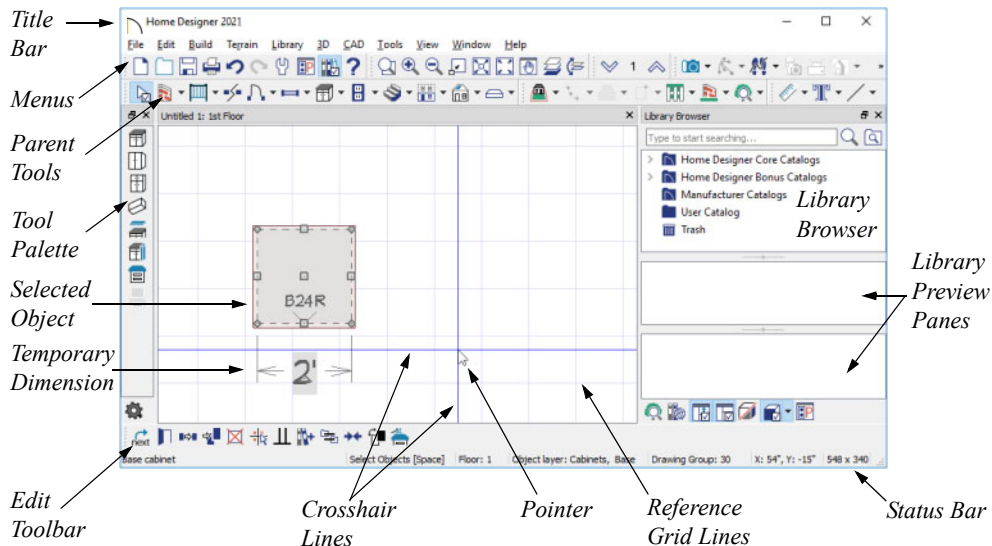 Title
Bar
Menus
Parent
Tools
Tool
Palette
Selected
Object
Temporary
Dimension
Edit
Toolbar
Home Designer 2021
File Edit Build Terrain Library 3D CAD Tools View Window Help
? 1
Untitled 1: 1st Floor
Library Browser
Type to start searching...
Home Designer Core Catalogs
Home Designer Bonus Catalogs
Manufacturer Catalogs
User Catalog
Trash
Library
Browser
Library
Preview
Panes
B24R
2'
next
Base cabinet Select Objects [Space] Floor: 1 Object layer: Cabinets, Base Drawing Group: 30 X: 54", Y: -15" 548 x 340
Crosshair
Lines
Pointer
Reference
Grid Lines
Status Bar